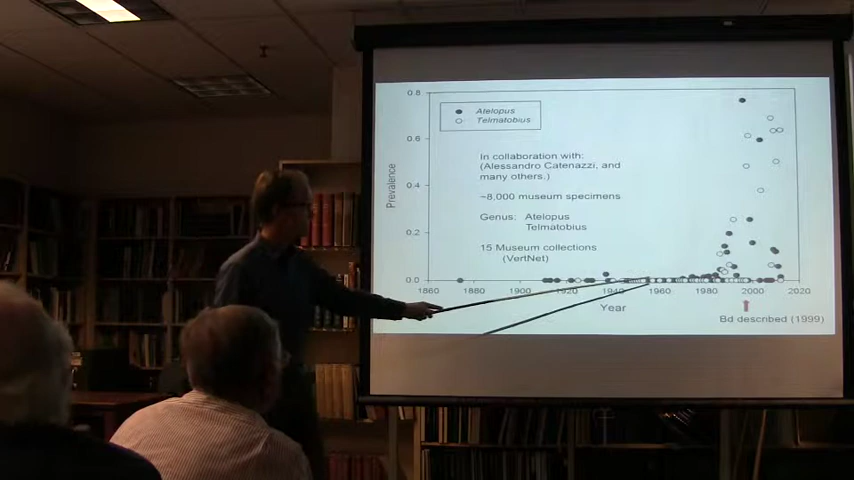 0.8
Atelopus
Telmatobius
0.6
In collaboration with:
(Alessandro Catenazzi, and
many others.)
Prevalence
0.4
~8,000 museum specimens
Genus: Atelopus
Telmatobius
0.2
15 Museum collections
(VertNet)
0.0
1860 1880 1900 1920 1940 1960 1980 2000 2020
Year
Bd described (1999)